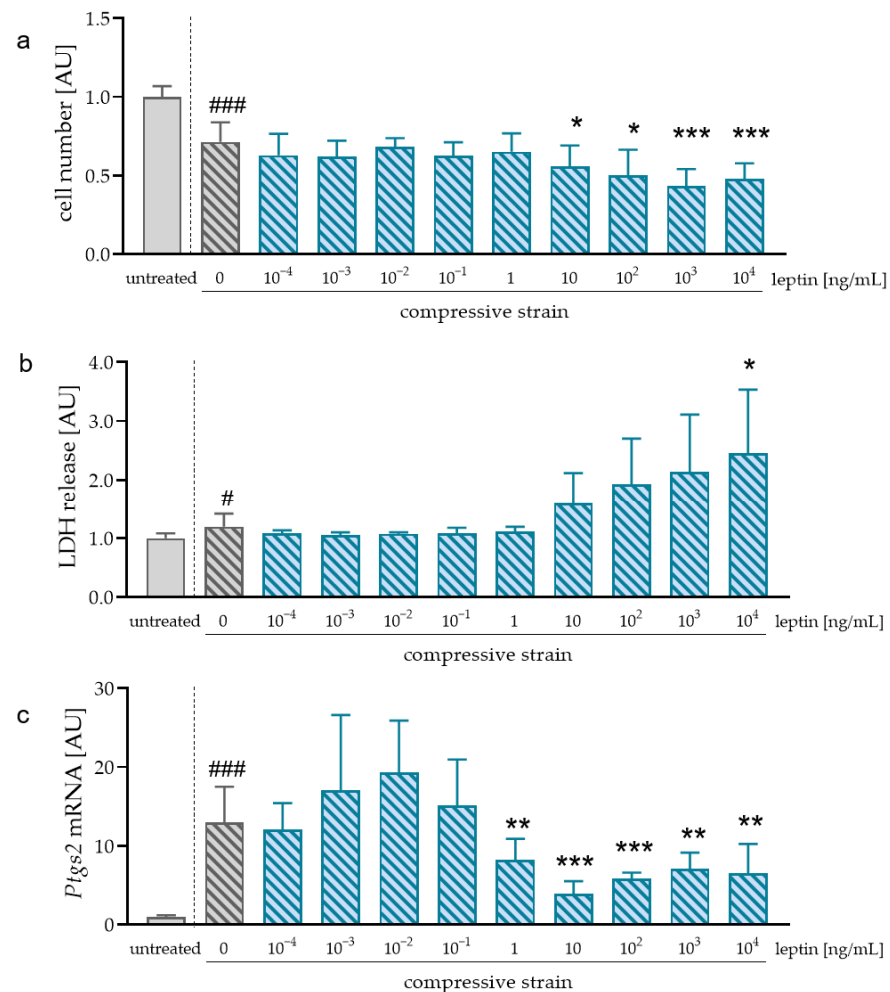 a
cell number [AU]
1.5
1.0
0.5
0.0
###
* * *** ***
untreated 0 10⁻⁴ 10⁻³ 10⁻² 10⁻¹ 1 10 10² 10³ 10⁴ leptin [ng/mL]
compressive strain
b
LDH release [AU]
4.0
3.0
2.0
1.0
0.0
#
*
untreated 0 10⁻⁴ 10⁻³ 10⁻² 10⁻¹ 1 10 10² 10³ 10⁴ leptin [ng/mL]
compressive strain
c
Ptgs2 mRNA [AU]
30
20
10
0
###
** *** *** ** **
untreated 0 10⁻⁴ 10⁻³ 10⁻² 10⁻¹ 1 10 10² 10³ 10⁴ leptin [ng/mL]
compressive strain